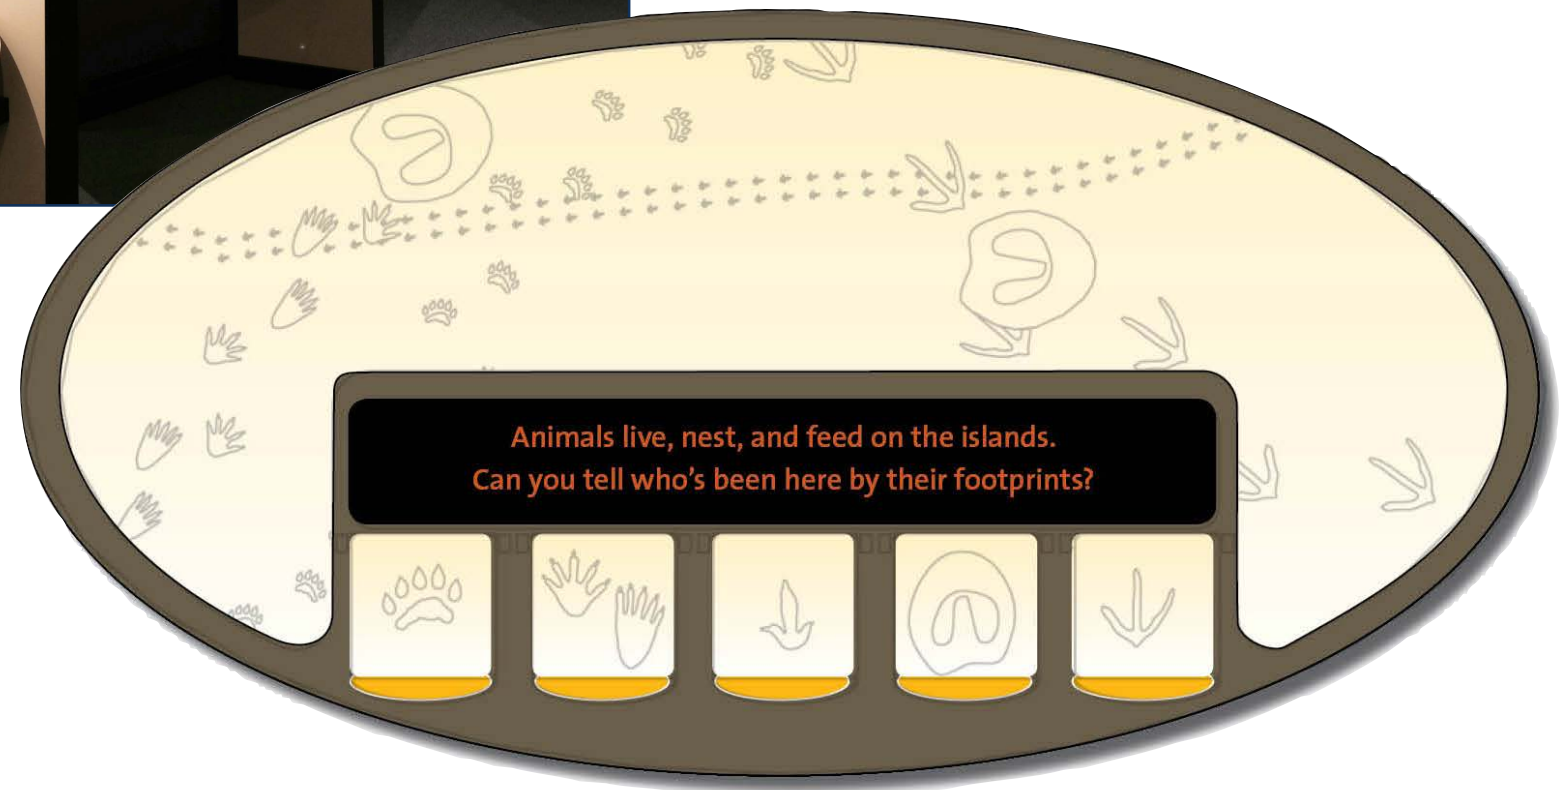 Animals live, nest, and feed on the islands.
Can you tell who's been here by their footprints?